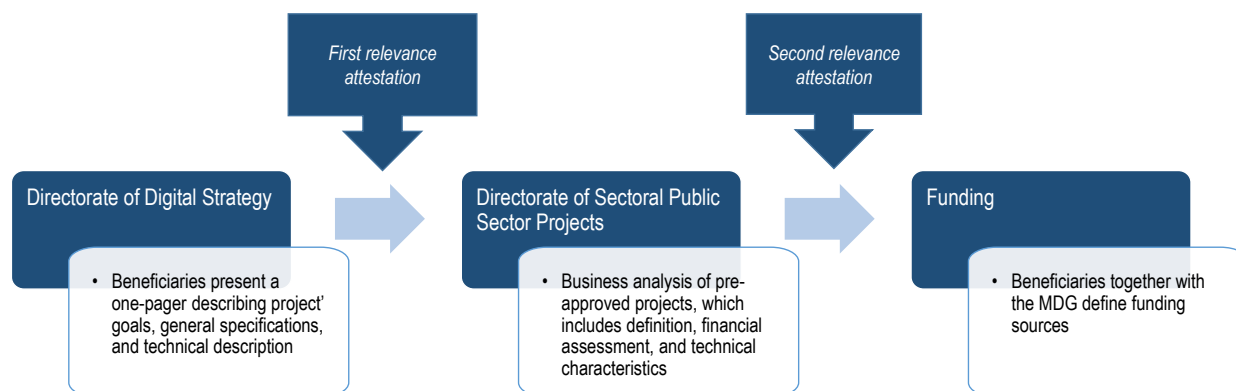 First relevance
attestation
Second relevance
attestation
Directorate of Digital Strategy
• Beneficiaries present a
one-pager describing project'
goals, general specifications,
and technical description
Directorate of Sectoral Public
Sector Projects
• Business analysis of pre-
approved projects, which
includes definition, financial
assessment, and technical
characteristics
Funding
• Beneficiaries together with
the MDG define funding
sources